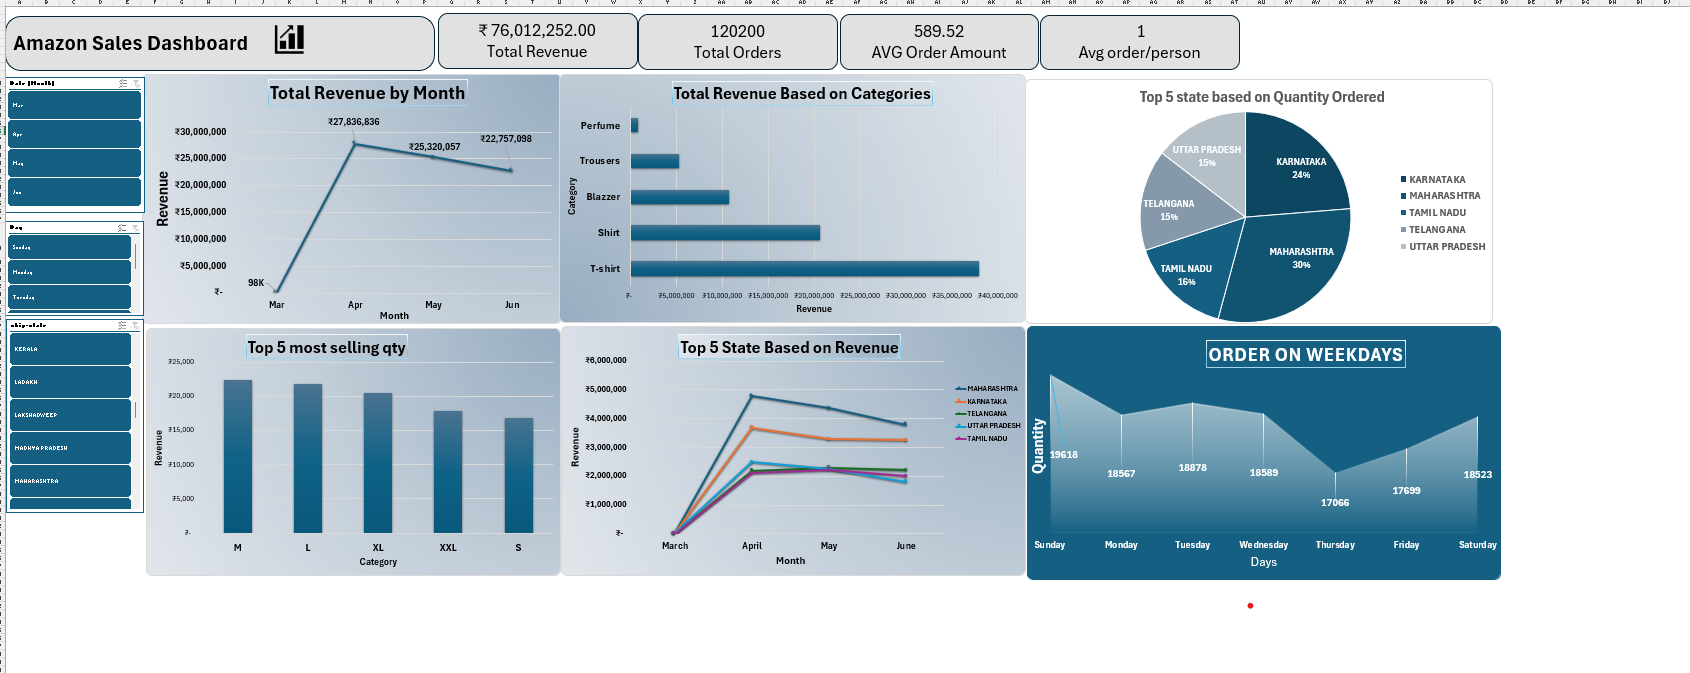 Amazon Sales Dashboard
₹ 76,012,252.00
Total Revenue
120200
Total Orders
589.52
AVG Order Amount
1
Avg order/person
Date (Month)
Mar
Apr
May
Jun
Day
Sunday
Monday
Tuesday
ship-state
KERALA
LADAKH
LAKSHADWEEP
MADHYA PRADESH
MAHARASHTRA
Total Revenue by Month
₹30,000,000
₹25,000,000
₹20,000,000
₹15,000,000
₹10,000,000
₹5,000,000
₹-
Revenue
98K
₹27,836,836
₹25,320,057
₹22,757,098
Mar
Apr
May
Jun
Month
Total Revenue Based on Categories
Category
Perfume
Trousers
Blazzer
Shirt
T-shirt
₹-
₹5,000,000
₹10,000,000
₹15,000,000
₹20,000,000
₹25,000,000
₹30,000,000
₹35,000,000
₹40,000,000
Revenue
Top 5 state based on Quantity Ordered
KARNATAKA
24%
MAHARASHTRA
30%
TAMIL NADU
16%
TELANGANA
15%
UTTAR PRADESH
15%
KARNATAKA
MAHARASHTRA
TAMIL NADU
TELANGANA
UTTAR PRADESH
Top 5 most selling qty
₹25,000
₹20,000
₹15,000
₹10,000
₹5,000
₹-
Revenue
M
L
XL
XXL
S
Category
Top 5 State Based on Revenue
₹6,000,000
₹5,000,000
₹4,000,000
₹3,000,000
₹2,000,000
₹1,000,000
₹-
Revenue
March
April
May
June
Month
MAHARASHTRA
KARNATAKA
TELANGANA
UTTAR PRADESH
TAMIL NADU
ORDER ON WEEKDAYS
Quantity
19618
18567
18878
18589
17066
17699
18523
Sunday
Monday
Tuesday
Wednesday
Thursday
Friday
Saturday
Days